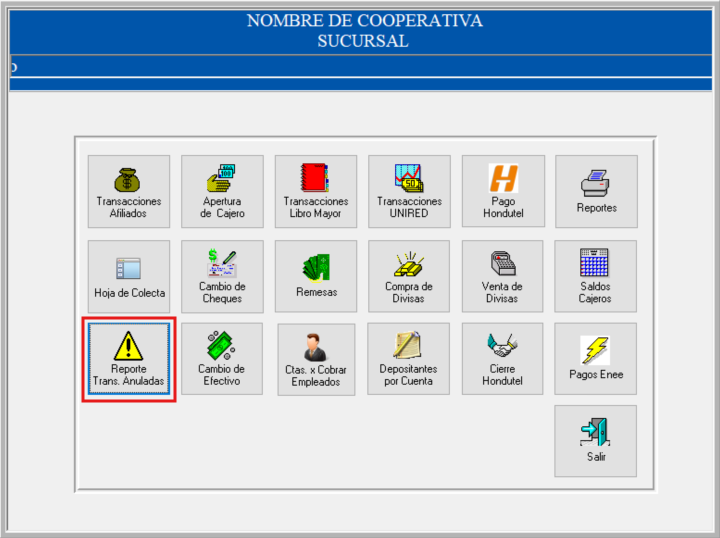 NOMBRE DE COOPERATIVA
SUCURSAL
Transacciones
Afiliados
Apertura
de Cajero
Transacciones
Libro Mayor
Transacciones
UNIRED
Pago
Hondutel
Reportes
Hoja de Colecta
Cambio de
Cheques
Remesas
Compra de
Divisas
Venta de
Divisas
Saldos
Cajeros
Reporte
Trans. Anuladas
Cambio de
Efectivo
Ctas. x Cobrar
Empleados
Depositantes
por Cuenta
Cierre
Hondutel
Pagos Enee
Salir